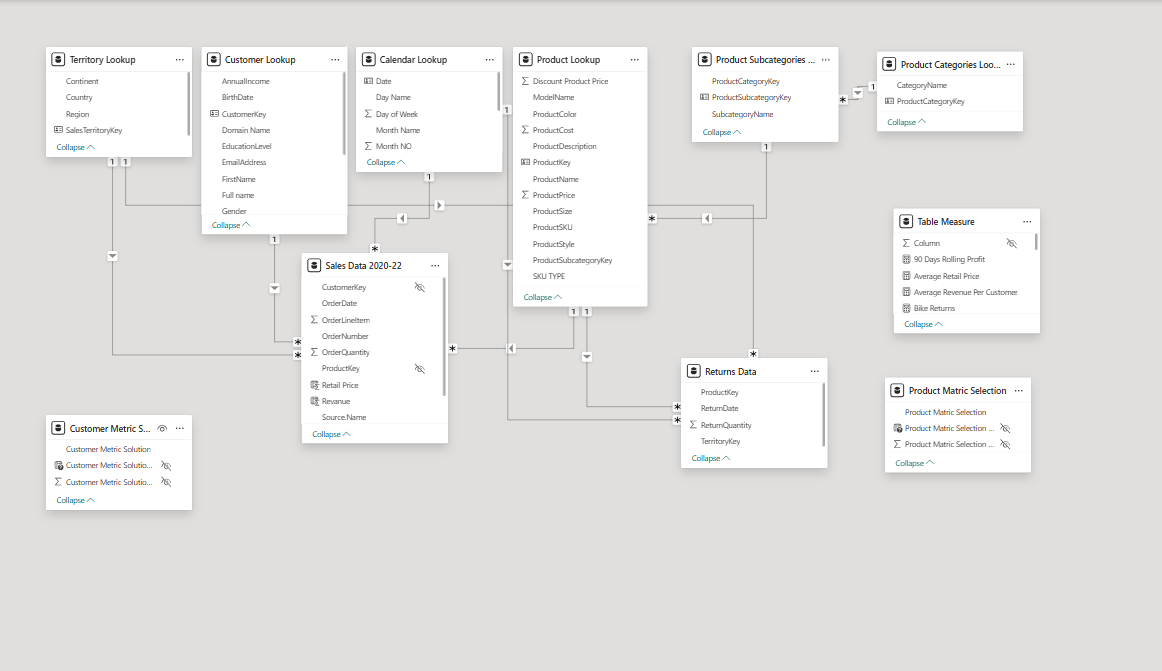 Territory Lookup
Continent
Country
Region
SalesTerritoryKey
Collapse
Customer Lookup
AnnualIncome
BirthDate
CustomerKey
Domain Name
EducationLevel
EmailAddress
FirstName
Full name
Gender
Collapse
Calendar Lookup
Date
Day Name
Day of Week
Month Name
Month NO
Collapse
Product Lookup
Discount Product Price
ModelName
ProductColor
ProductCost
ProductDescription
ProductKey
ProductName
ProductPrice
ProductSize
ProductSKU
ProductStyle
ProductSubcategoryKey
SKU TYPE
Collapse
Product Subcategories ...
ProductCategoryKey
ProductSubcategoryKey
SubcategoryName
Collapse
Product Categories Loo...
CategoryName
ProductCategoryKey
Collapse
1
1
1
1
1
1
1
1
1
*
*
*
*
*
*
*
*
*
Sales Data 2020-22
CustomerKey
OrderDate
OrderLineItem
OrderNumber
OrderQuantity
ProductKey
Retail Price
Revanue
Source.Name
Collapse
Table Measure
Column
90 Days Rolling Profit
Average Retail Price
Average Revenue Per Customer
Bike Returns
Collapse
Returns Data
ProductKey
ReturnDate
ReturnQuantity
TerritoryKey
Collapse
Product Matric Selection
Product Matric Selection
Product Matric Selection ...
Product Matric Selection ...
Collapse
Customer Metric S...
Customer Metric Solution
Customer Metric Solutio...
Customer Metric Solutio...
Collapse